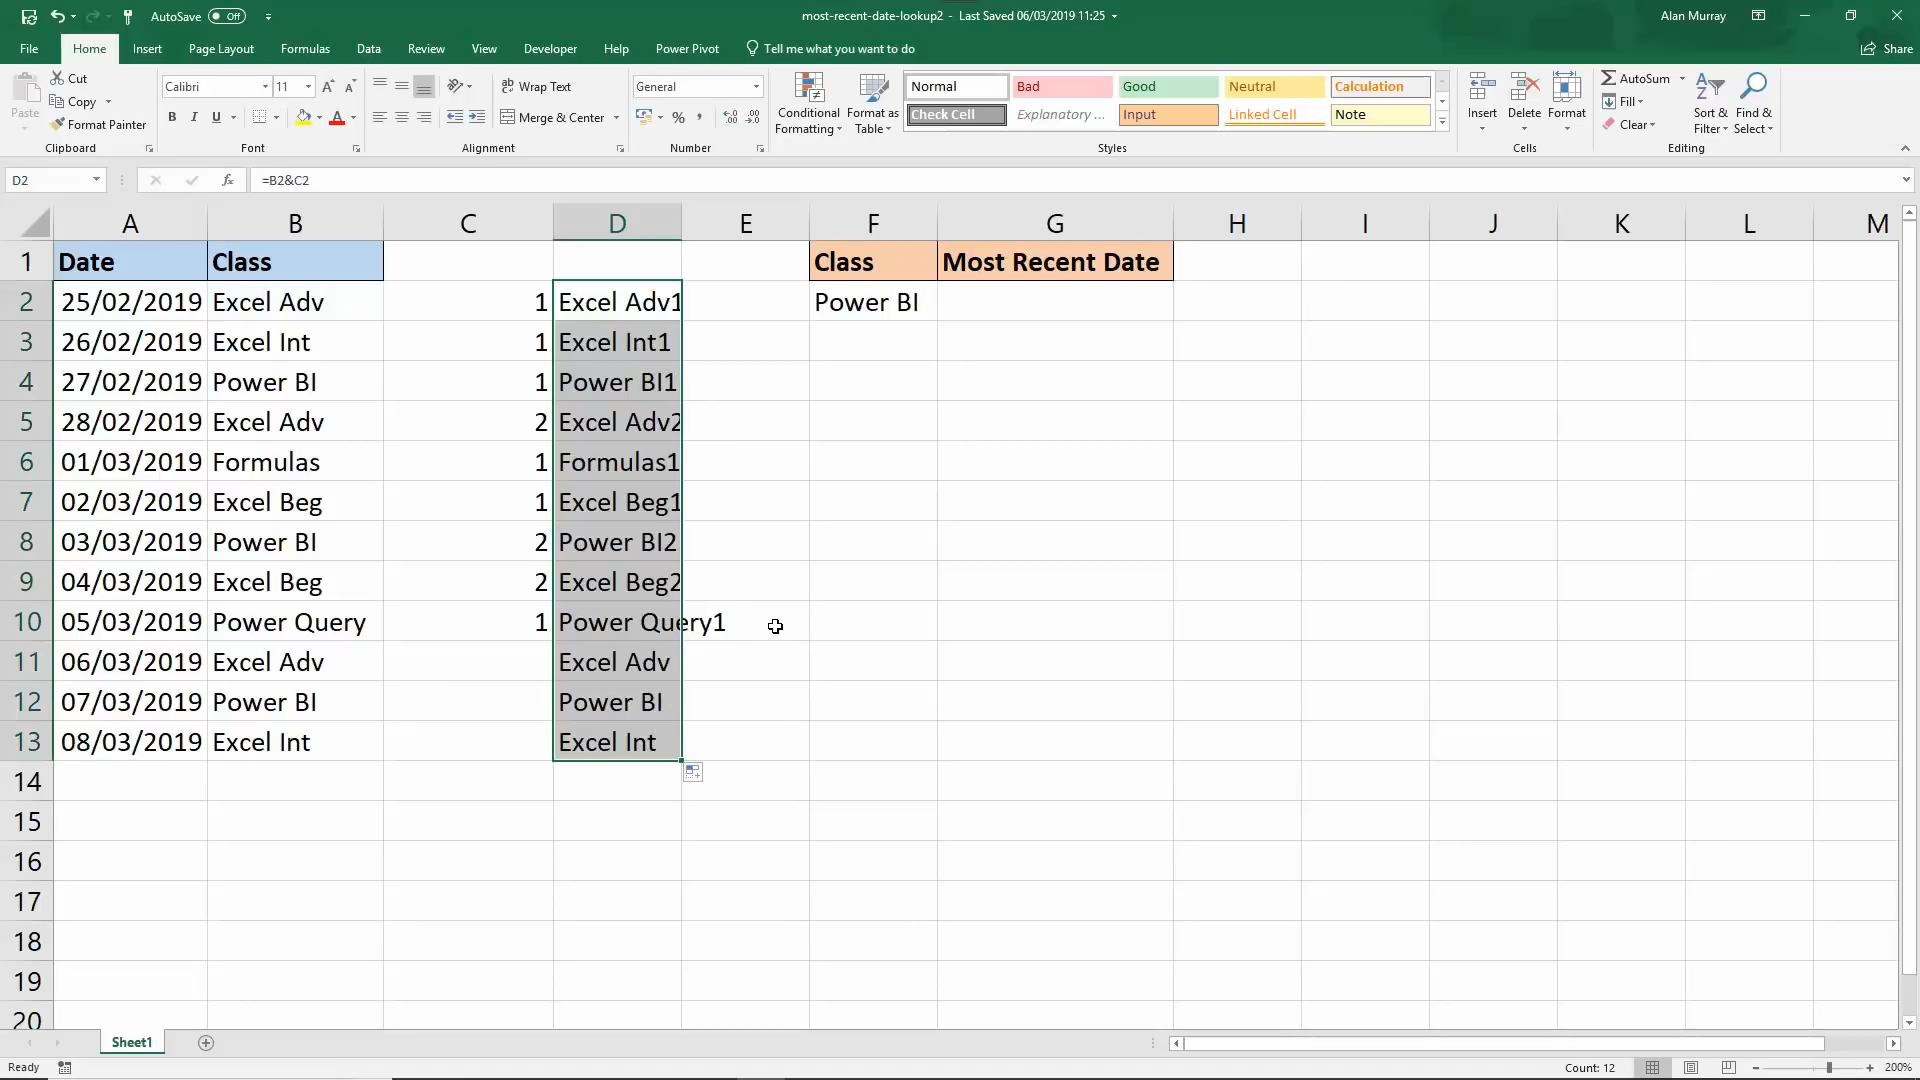 AutoSave Off
most-recent-date-lookup2 - Last Saved 06/03/2019 11:25
Alan Murray
File Home Insert Page Layout Formulas Data Review View Developer Help Power Pivot Tell me what you want to do Share
Paste
Cut
Copy
Format Painter
Clipboard
Calibri 11
B I U
Font
Wrap Text
Merge & Center
Alignment
General
Number
Conditional Formatting
Format as Table
Normal Bad Good Neutral Calculation
Check Cell Explanatory ... Input Linked Cell Note
Styles
Insert Delete Format
Cells
AutoSum
Fill
Clear
Sort & Filter
Find & Select
Editing
D2 fx =B2&C2
A B C D E F G H I J K L M
1 Date Class Class Most Recent Date
2 25/02/2019 Excel Adv 1 Excel Adv1 Power BI
3 26/02/2019 Excel Int 1 Excel Int1
4 27/02/2019 Power BI 1 Power BI1
5 28/02/2019 Excel Adv 2 Excel Adv2
6 01/03/2019 Formulas 1 Formulas1
7 02/03/2019 Excel Beg 1 Excel Beg1
8 03/03/2019 Power BI 2 Power BI2
9 04/03/2019 Excel Beg 2 Excel Beg2
10 05/03/2019 Power Query 1 Power Query1
11 06/03/2019 Excel Adv Excel Adv
12 07/03/2019 Power BI Power BI
13 08/03/2019 Excel Int Excel Int
14
15
16
17
18
19
20
Sheet1
Ready Count: 12 200%